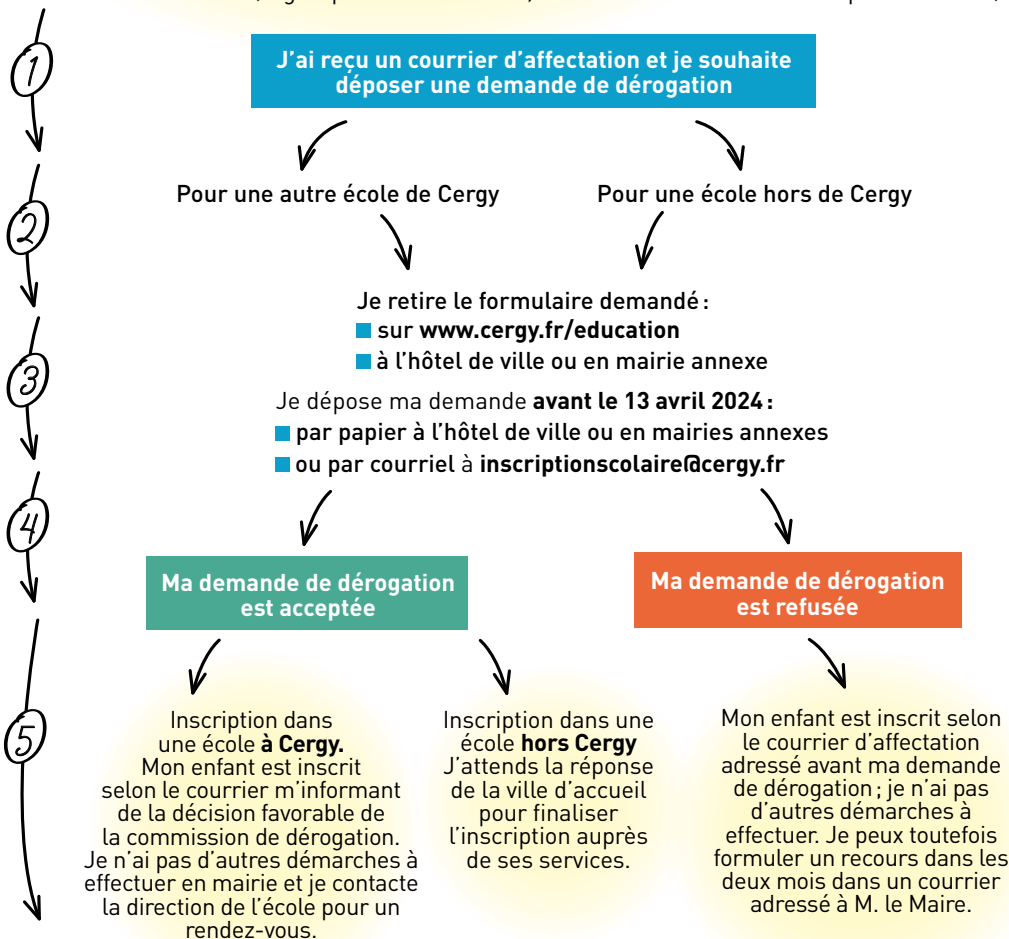 1
J'ai reçu un courrier d'affectation et je souhaite
déposer une demande de dérogation
2
Pour une autre école de Cergy
Pour une école hors de Cergy
Je retire le formulaire demandé :
sur www.cergy.fr/education
à l'hôtel de ville ou en mairie annexe
3
Je dépose ma demande avant le 13 avril 2024 :
par papier à l'hôtel de ville ou en mairies annexes
ou par courriel à inscriptionscolaire@cergy.fr
4
Ma demande de dérogation
est acceptée
Ma demande de dérogation
est refusée
5
Inscription dans
une école à Cergy.
Mon enfant est inscrit
selon le courrier m'informant
de la décision favorable de
la commission de dérogation.
Je n'ai pas d'autres démarches à
effectuer en mairie et je contacte
la direction de l'école pour un
rendez-vous.
Inscription dans une
école hors Cergy
J'attends la réponse
de la ville d'accueil
pour finaliser
l'inscription auprès
de ses services.
Mon enfant est inscrit selon
le courrier d'affectation
adressé avant ma demande
de dérogation ; je n'ai pas
d'autres démarches à
effectuer. Je peux toutefois
formuler un recours dans les
deux mois dans un courrier
adressé à M. le Maire.